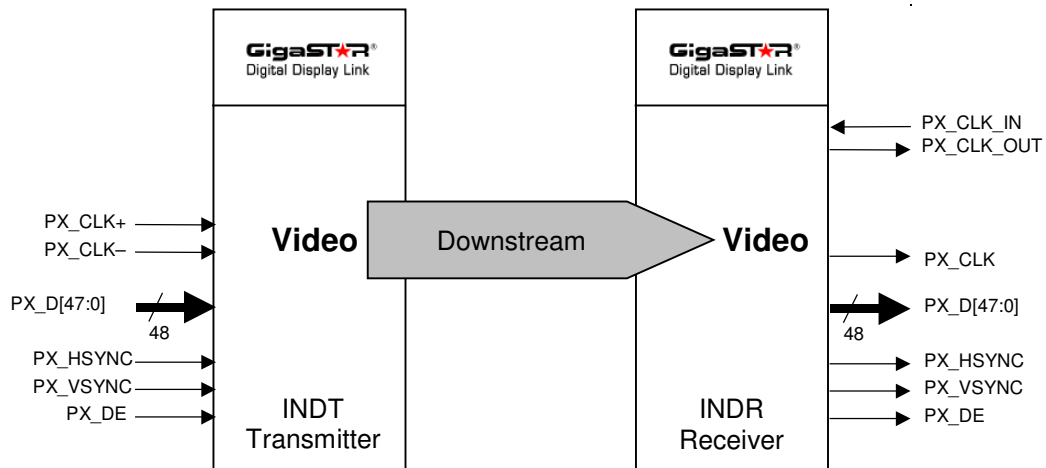 GigaSTAR®
Digital Display Link
GigaSTAR®
Digital Display Link
PX_CLK_IN
PX_CLK_OUT
PX_CLK+
PX_CLK–
Video
Downstream
Video
PX_CLK
PX_D[47:0]
48
PX_D[47:0]
48
PX_HSYNC
PX_VSYNC
PX_DE
PX_HSYNC
PX_VSYNC
PX_DE
INDT
Transmitter
INDR
Receiver